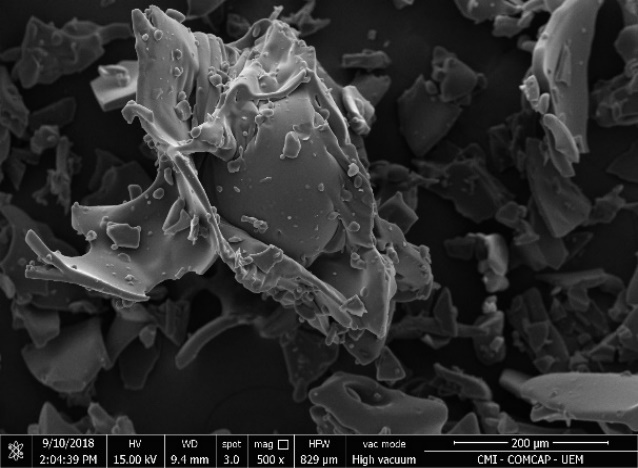 9/10/2018 HV WD spot mag HFW vac mode 200 µm
2:04:39 PM 15.00 kV 9.4 mm 3.0 500 x 829 µm High vacuum CMI - COMCAP - UEM